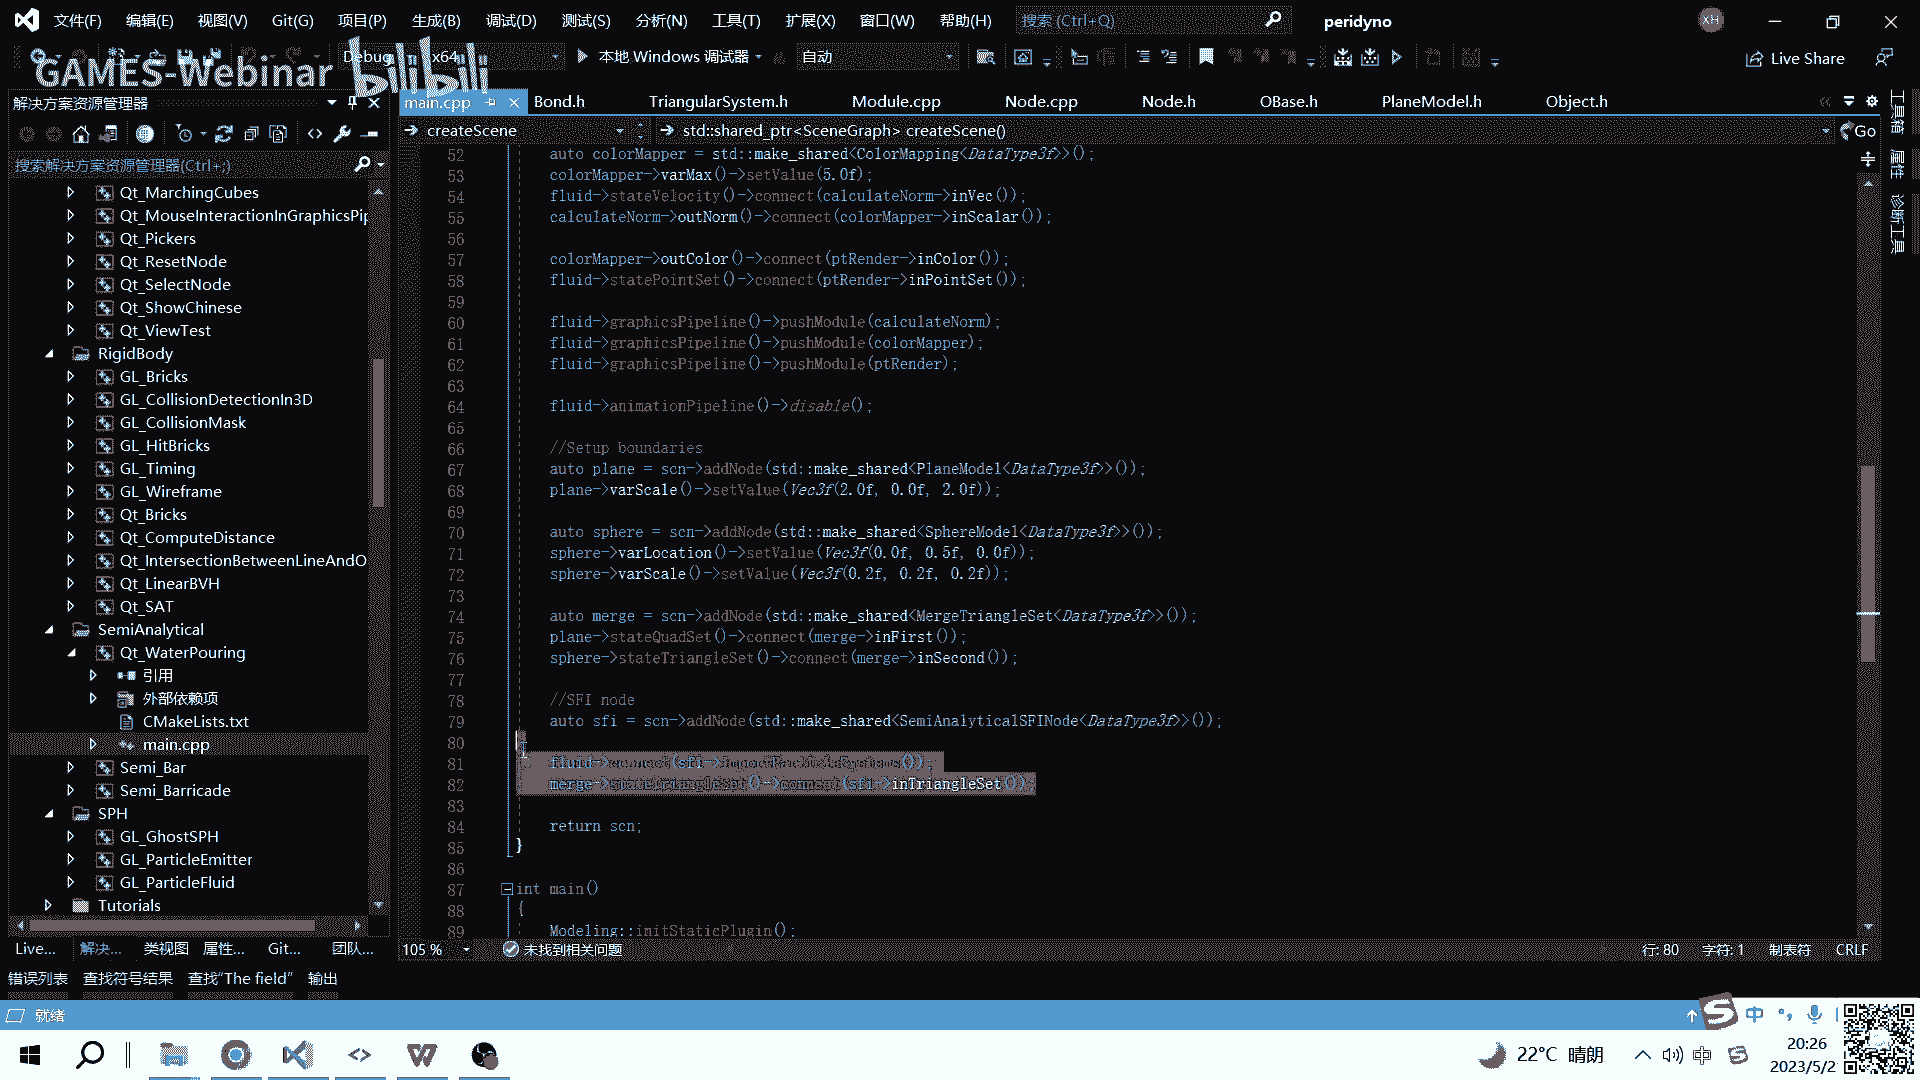 文件(F) 编辑(E) 视图(V) Git(G) 项目(P) 生成(B) 调试(D) 测试(S) 分析(N) 工具(T) 扩展(X) 窗口(W) 帮助(H) 搜索 (Ctrl+Q) peridyno XH
Debug x64 本地 Windows 调试器 自动 Live Share
GAMES-Webinar bilibili
解决方案资源管理器
main.cpp Bond.h TriangularSystem.h Module.cpp Node.cpp Node.h OBase.h PlaneModel.h Object.h
createScene std::shared_ptr<SceneGraph> createScene() Go
搜索解决方案资源管理器(Ctrl+;)
Qt_MarchingCubes
Qt_MouseInteractionInGraphicsPip
Qt_Pickers
Qt_ResetNode
Qt_SelectNode
Qt_ShowChinese
Qt_ViewTest
RigidBody
GL_Bricks
GL_CollisionDetectionIn3D
GL_CollisionMask
GL_HitBricks
GL_Timing
GL_Wireframe
Qt_Bricks
Qt_ComputeDistance
Qt_IntersectionBetweenLineAndO
Qt_LinearBVH
Qt_SAT
SemiAnalytical
Qt_WaterPouring
引用
外部依赖项
CMakeLists.txt
main.cpp
Semi_Bar
Semi_Barricade
SPH
GL_GhostSPH
GL_ParticleEmitter
GL_ParticleFluid
Tutorials
52 auto colorMapper = std::make_shared<ColorMapping<DataType3f>>();
53 colorMapper->varMax()->setValue(5.0f);
54 fluid->stateVelocity()->connect(calculateNorm->inVec());
55 calculateNorm->outNorm()->connect(colorMapper->inScalar());
56
57 colorMapper->outColor()->connect(ptRender->inColor());
58 fluid->statePointSet()->connect(ptRender->inPointSet());
59
60 fluid->graphicsPipeline()->pushModule(calculateNorm);
61 fluid->graphicsPipeline()->pushModule(colorMapper);
62 fluid->graphicsPipeline()->pushModule(ptRender);
63
64 fluid->animationPipeline()->disable();
65
66 //Setup boundaries
67 auto plane = scn->addNode(std::make_shared<PlaneModel<DataType3f>>());
68 plane->varScale()->setValue(Vec3f(2.0f, 0.0f, 2.0f));
69
70 auto sphere = scn->addNode(std::make_shared<SphereModel<DataType3f>>());
71 sphere->varLocation()->setValue(Vec3f(0.0f, 0.5f, 0.0f));
72 sphere->varScale()->setValue(Vec3f(0.2f, 0.2f, 0.2f));
73
74 auto merge = scn->addNode(std::make_shared<MergeTriangleSet<DataType3f>>());
75 plane->stateQuadSet()->connect(merge->inFirst());
76 sphere->stateTriangleSet()->connect(merge->inSecond());
77
78 //SFI node
79 auto sfi = scn->addNode(std::make_shared<SemiAnalyticalSFINode<DataType3f>>());
80
81 fluid->connect(sfi->importParticleSystems());
82 merge->stateTriangleSet()->connect(sfi->inTriangleSet());
83
84 return scn;
85 }
86
87 int main()
88 {
89 Modeling::initStaticPlugin();
工具箱
属性
诊断工具
Live... 解决... 类视图 属性... Git... 团队...
105 % 未找到相关问题 行: 80 字符: 1 制表符 CRLF
错误列表 查找符号结果 查找"The field" 输出
就绪 中
22°C 晴朗 中 20:26
2023/5/2